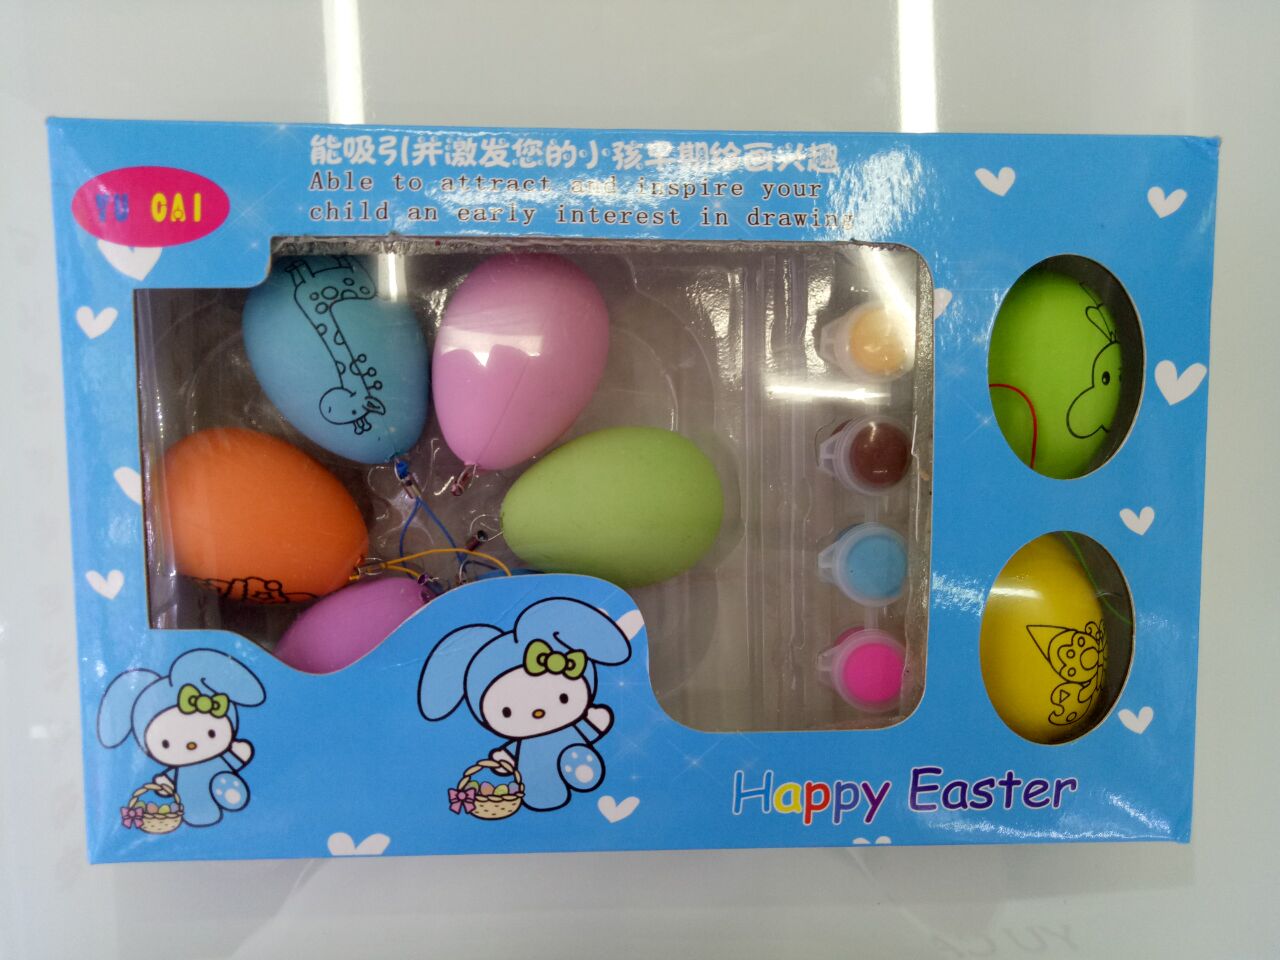 能吸引并激发您的小孩早期绘画兴趣
Able to attract and inspire your
child an early interest in drawing
YU CAI
Happy Easter